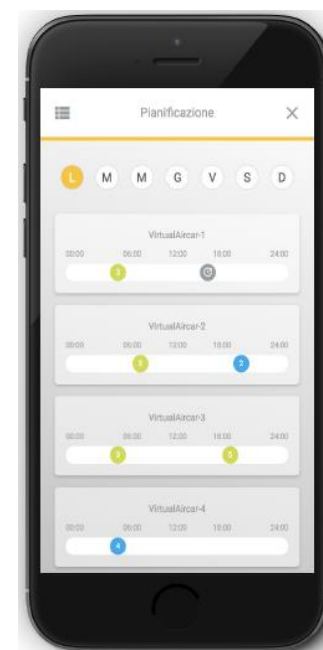 Pianificazione
L M M G V S D
VirtualAircar-1
00:00 06:00 12:00 18:00 24:00
3
VirtualAircar-2
00:00 06:00 12:00 18:00 24:00
3 2
VirtualAircar-3
00:00 06:00 12:00 18:00 24:00
3 5
VirtualAircar-4
00:00 06:00 12:00 18:00 24:00
4